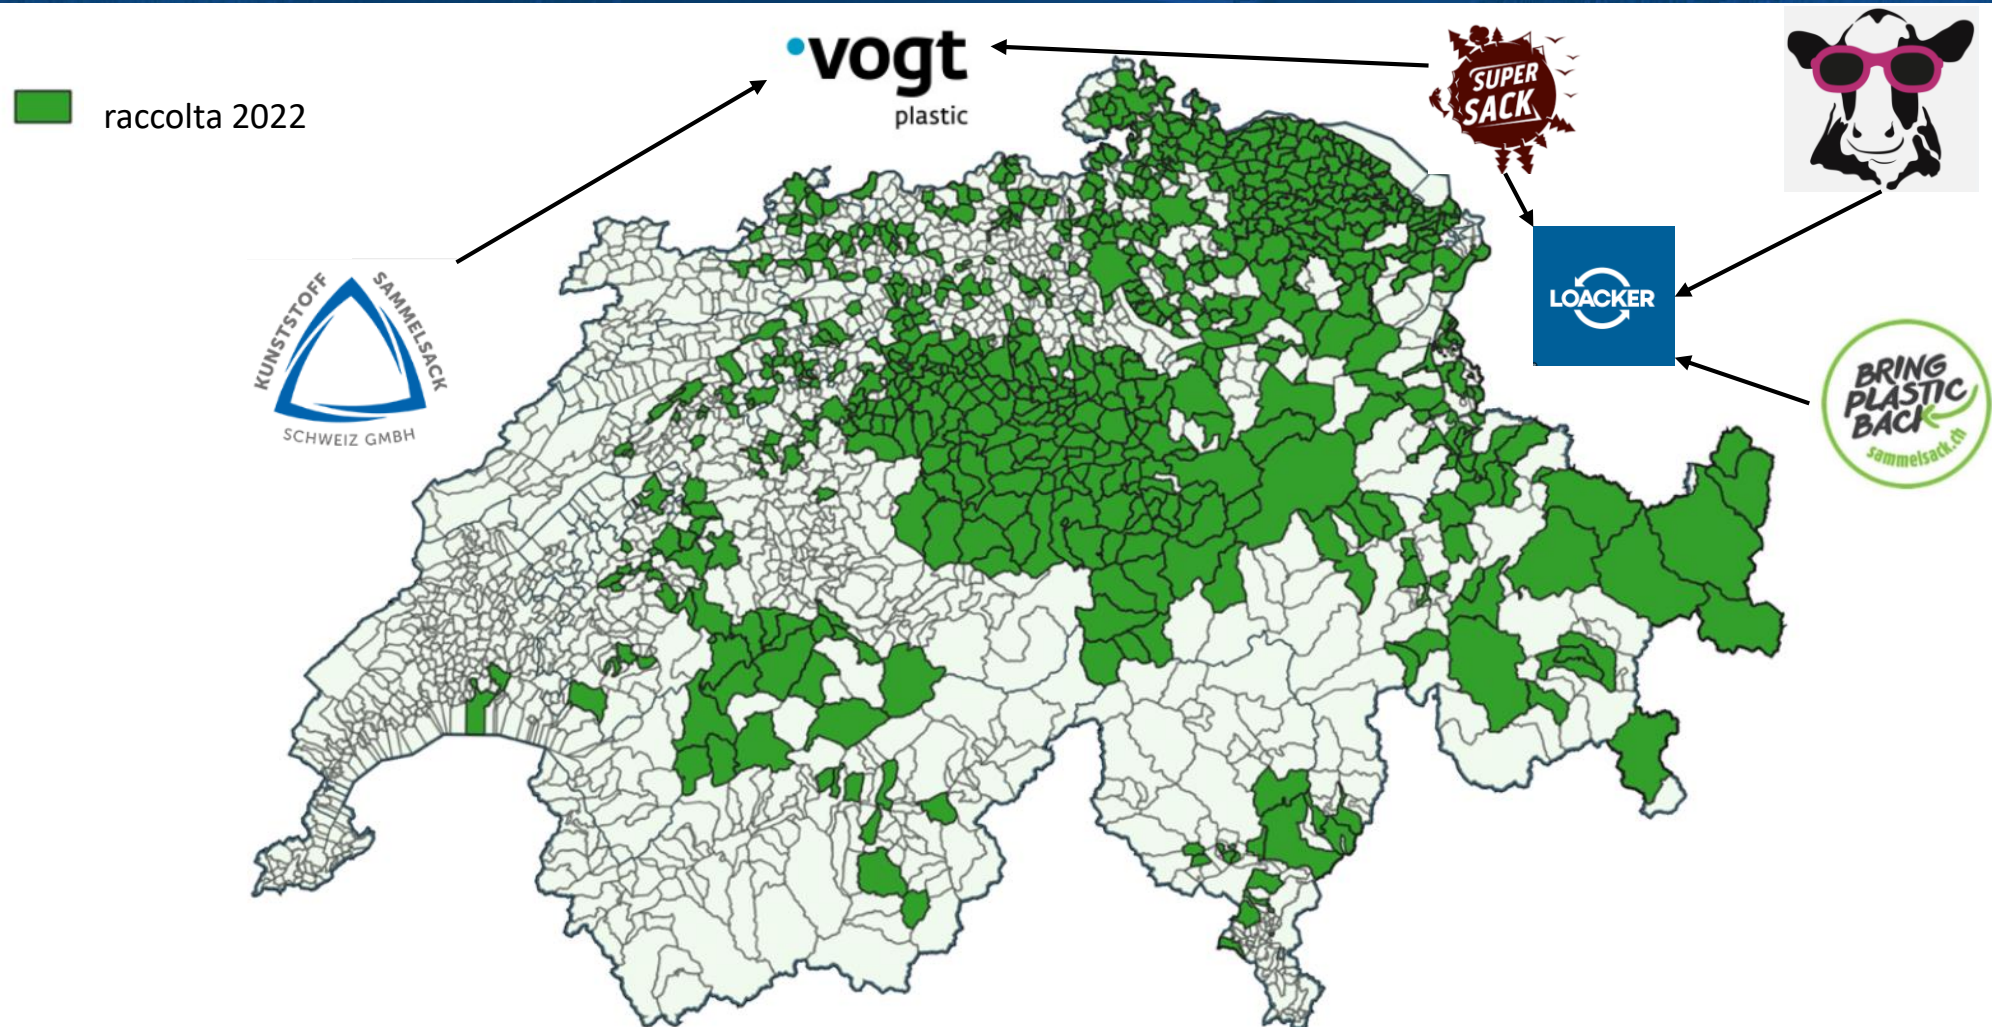 vogt
plastic
raccolta 2022
SUPER
SACK
KUNSTSTOFF
SAMMELSACK
SCHWEIZ GMBH
LOACKER
BRING
PLASTIC
BACK
sammelsack.ch